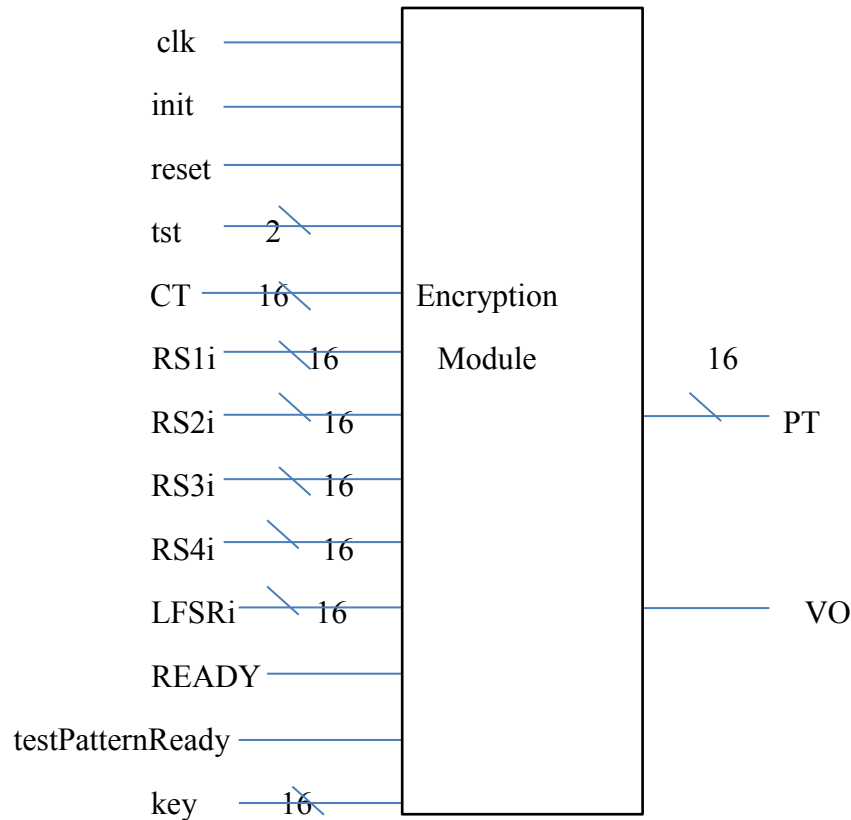 clk
init
reset
tst 2
CT 16 Encryption
RS1i 16 Module 16
RS2i 16 PT
RS3i 16
RS4i 16
LFSRi 16 VO
READY
testPatternReady
key 16